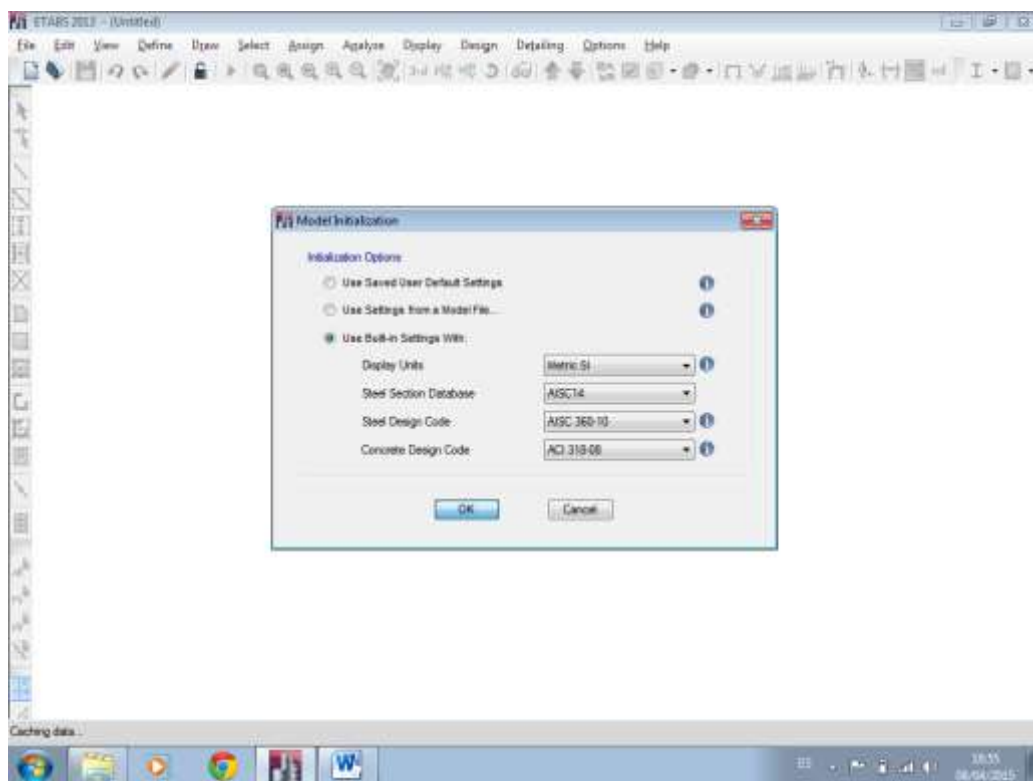 ETABS 2013 - (Untitled)
File Edit View Define Draw Select Assign Analyze Display Design Detailing Options Help
Model Initialization
Initialization Options
Use Saved User Default Settings
Use Settings from a Model File...
Use Built-in Settings With:
Display Units Metric SI
Steel Section Database AISC14
Steel Design Code AISC 360-10
Concrete Design Code ACI 318-08
OK Cancel
Caching data...